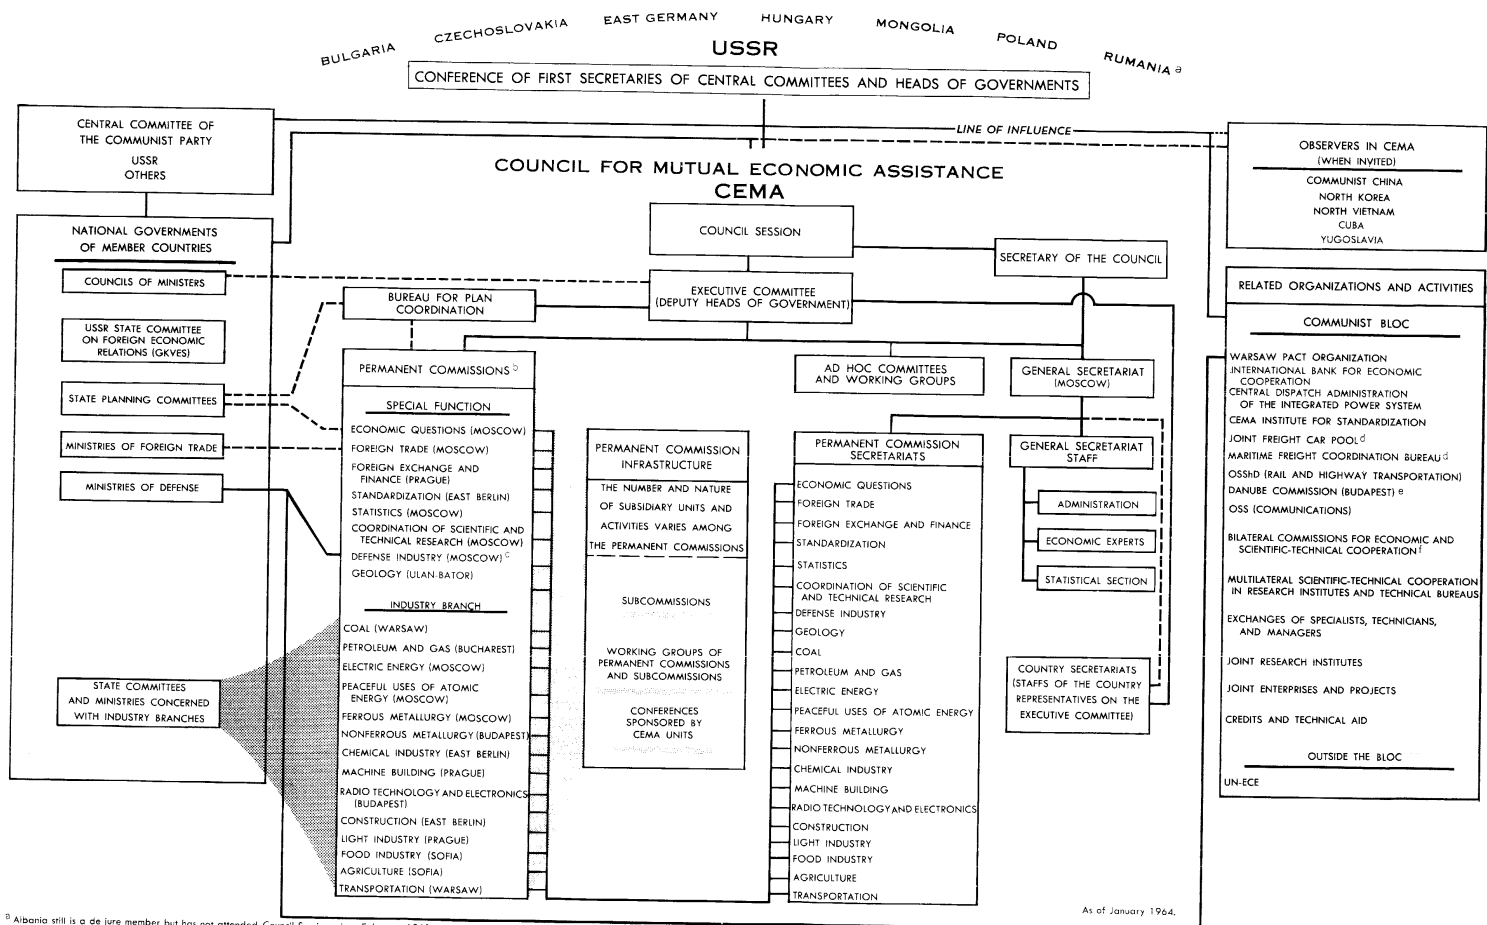 BULGARIA
CZECHOSLOVAKIA
EAST GERMANY
HUNGARY
MONGOLIA
POLAND
RUMANIA a
USSR
CONFERENCE OF FIRST SECRETARIES OF CENTRAL COMMITTEES AND HEADS OF GOVERNMENTS
CENTRAL COMMITTEE OF
THE COMMUNIST PARTY
USSR
OTHERS
LINE OF INFLUENCE
OBSERVERS IN CEMA
(WHEN INVITED)
COMMUNIST CHINA
NORTH KOREA
NORTH VIETNAM
CUBA
YUGOSLAVIA
COUNCIL FOR MUTUAL ECONOMIC ASSISTANCE
CEMA
COUNCIL SESSION
SECRETARY OF THE COUNCIL
EXECUTIVE COMMITTEE
(DEPUTY HEADS OF GOVERNMENT)
NATIONAL GOVERNMENTS
OF MEMBER COUNTRIES
COUNCILS OF MINISTERS
USSR STATE COMMITTEE
ON FOREIGN ECONOMIC
RELATIONS (GKVES)
STATE PLANNING COMMITTEES
MINISTRIES OF FOREIGN TRADE
MINISTRIES OF DEFENSE
STATE COMMITTEES
AND MINISTRIES CONCERNED
WITH INDUSTRY BRANCHES
BUREAU FOR PLAN
COORDINATION
PERMANENT COMMISSIONS b
SPECIAL FUNCTION
ECONOMIC QUESTIONS (MOSCOW)
FOREIGN TRADE (MOSCOW)
FOREIGN EXCHANGE AND
FINANCE (PRAGUE)
STANDARDIZATION (EAST BERLIN)
STATISTICS (MOSCOW)
COORDINATION OF SCIENTIFIC AND
TECHNICAL RESEARCH (MOSCOW)
DEFENSE INDUSTRY (MOSCOW) c
GEOLOGY (ULAN-BATOR)
INDUSTRY BRANCH
COAL (WARSAW)
PETROLEUM AND GAS (BUCHAREST)
ELECTRIC ENERGY (MOSCOW)
PEACEFUL USES OF ATOMIC
ENERGY (MOSCOW)
FERROUS METALLURGY (MOSCOW)
NONFERROUS METALLURGY (BUDAPEST)
CHEMICAL INDUSTRY (EAST BERLIN)
MACHINE BUILDING (PRAGUE)
RADIO TECHNOLOGY AND ELECTRONICS
(BUDAPEST)
CONSTRUCTION (EAST BERLIN)
LIGHT INDUSTRY (PRAGUE)
FOOD INDUSTRY (SOFIA)
AGRICULTURE (SOFIA)
TRANSPORTATION (WARSAW)
PERMANENT COMMISSION
INFRASTRUCTURE
THE NUMBER AND NATURE
OF SUBSIDIARY UNITS AND
ACTIVITIES VARIES AMONG
THE PERMANENT COMMISSIONS
SUBCOMMISSIONS
WORKING GROUPS OF
PERMANENT COMMISSIONS
AND SUBCOMMISSIONS
CONFERENCES
SPONSORED BY
CEMA UNITS
AD HOC COMMITTEES
AND WORKING GROUPS
PERMANENT COMMISSION
SECRETARIATS
ECONOMIC QUESTIONS
FOREIGN TRADE
FOREIGN EXCHANGE AND FINANCE
STANDARDIZATION
STATISTICS
COORDINATION OF SCIENTIFIC
AND TECHNICAL RESEARCH
DEFENSE INDUSTRY
GEOLOGY
COAL
PETROLEUM AND GAS
ELECTRIC ENERGY
PEACEFUL USES OF ATOMIC ENERGY
FERROUS METALLURGY
NONFERROUS METALLURGY
CHEMICAL INDUSTRY
MACHINE BUILDING
RADIO TECHNOLOGY AND ELECTRONICS
CONSTRUCTION
LIGHT INDUSTRY
FOOD INDUSTRY
AGRICULTURE
TRANSPORTATION
GENERAL SECRETARIAT
(MOSCOW)
GENERAL SECRETARIAT
STAFF
ADMINISTRATION
ECONOMIC EXPERTS
STATISTICAL SECTION
COUNTRY SECRETARIATS
(STAFFS OF THE COUNTRY
REPRESENTATIVES ON THE
EXECUTIVE COMMITTEE)
RELATED ORGANIZATIONS AND ACTIVITIES
COMMUNIST BLOC
WARSAW PACT ORGANIZATION
INTERNATIONAL BANK FOR ECONOMIC
COOPERATION
CENTRAL DISPATCH ADMINISTRATION
OF THE INTEGRATED POWER SYSTEM
CEMA INSTITUTE FOR STANDARDIZATION
JOINT FREIGHT CAR POOL d
MARITIME FREIGHT COORDINATION BUREAU d
OSShD (RAIL AND HIGHWAY TRANSPORTATION)
DANUBE COMMISSION (BUDAPEST) e
OSS (COMMUNICATIONS)
BILATERAL COMMISSIONS FOR ECONOMIC AND
SCIENTIFIC-TECHNICAL COOPERATION f
MULTILATERAL SCIENTIFIC-TECHNICAL COOPERATION
IN RESEARCH INSTITUTES AND TECHNICAL BUREAUS
EXCHANGES OF SPECIALISTS, TECHNICIANS,
AND MANAGERS
JOINT RESEARCH INSTITUTES
JOINT ENTERPRISES AND PROJECTS
CREDITS AND TECHNICAL AID
OUTSIDE THE BLOC
UN-ECE
As of January 1964.
a Albania still is a de jure member but has not attended